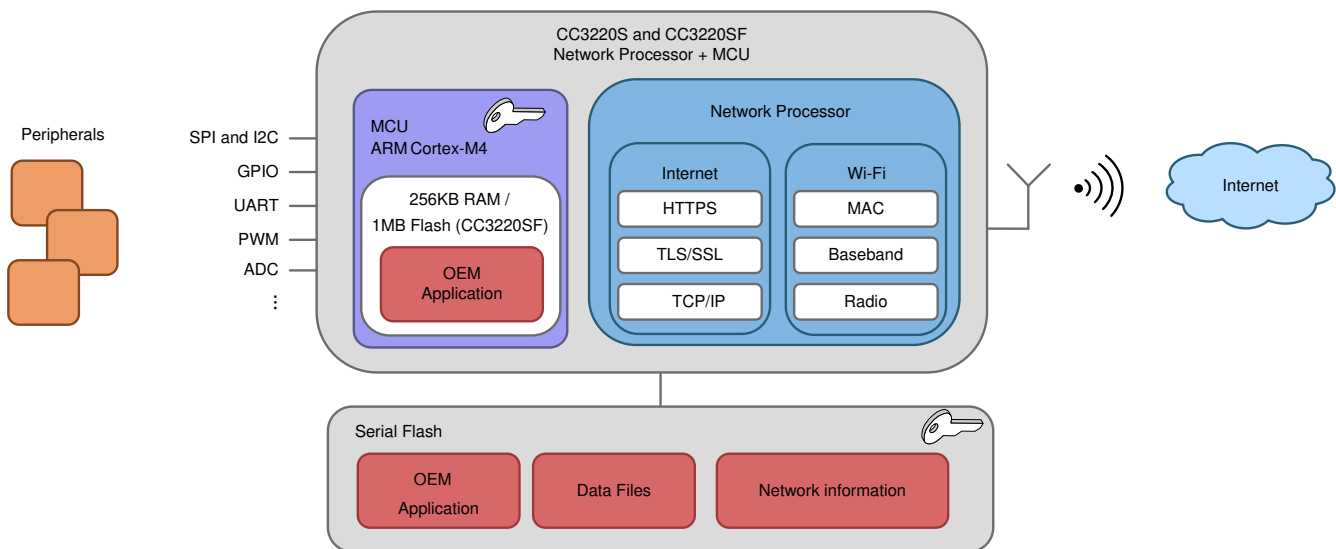 CC3220S and CC3220SF
Network Processor + MCU
Peripherals
SPI and I2C
GPIO
UART
PWM
ADC
⋮
MCU
ARM Cortex-M4
256KB RAM /
1MB Flash (CC3220SF)
OEM
Application
Network Processor
Internet
HTTPS
TLS/SSL
TCP/IP
Wi-Fi
MAC
Baseband
Radio
Internet
Serial Flash
OEM
Application
Data Files
Network information